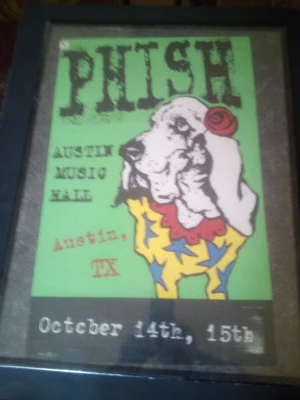 PHISH
AUSTIN
MUSIC
HALL
Austin,
TX
October 14th, 15th